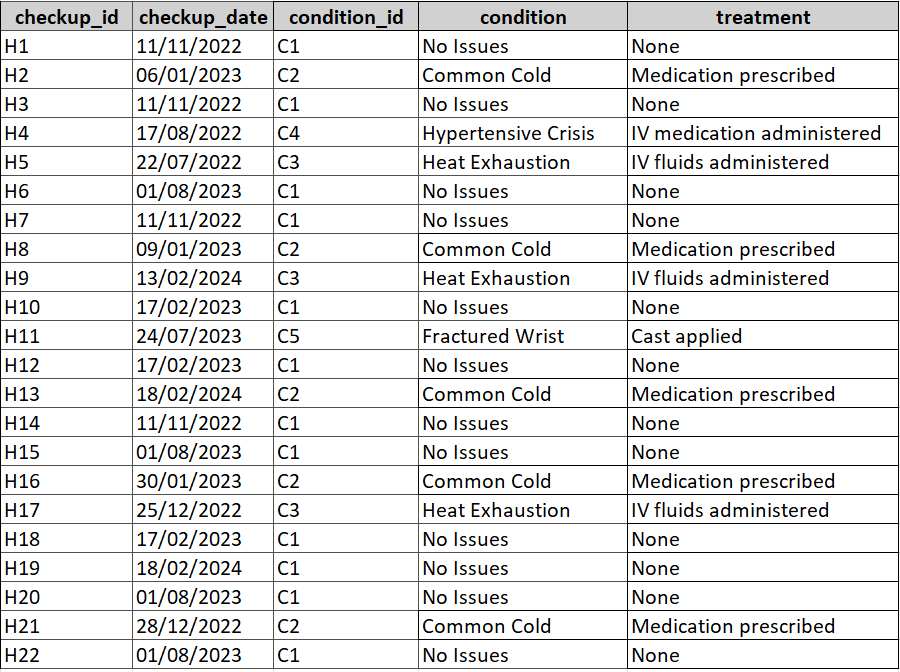 checkup_id checkup_date condition_id condition treatment
H1 11/11/2022 C1 No Issues None
H2 06/01/2023 C2 Common Cold Medication prescribed
H3 11/11/2022 C1 No Issues None
H4 17/08/2022 C4 Hypertensive Crisis IV medication administered
H5 22/07/2022 C3 Heat Exhaustion IV fluids administered
H6 01/08/2023 C1 No Issues None
H7 11/11/2022 C1 No Issues None
H8 09/01/2023 C2 Common Cold Medication prescribed
H9 13/02/2024 C3 Heat Exhaustion IV fluids administered
H10 17/02/2023 C1 No Issues None
H11 24/07/2023 C5 Fractured Wrist Cast applied
H12 17/02/2023 C1 No Issues None
H13 18/02/2024 C2 Common Cold Medication prescribed
H14 11/11/2022 C1 No Issues None
H15 01/08/2023 C1 No Issues None
H16 30/01/2023 C2 Common Cold Medication prescribed
H17 25/12/2022 C3 Heat Exhaustion IV fluids administered
H18 17/02/2023 C1 No Issues None
H19 18/02/2024 C1 No Issues None
H20 01/08/2023 C1 No Issues None
H21 28/12/2022 C2 Common Cold Medication prescribed
H22 01/08/2023 C1 No Issues None